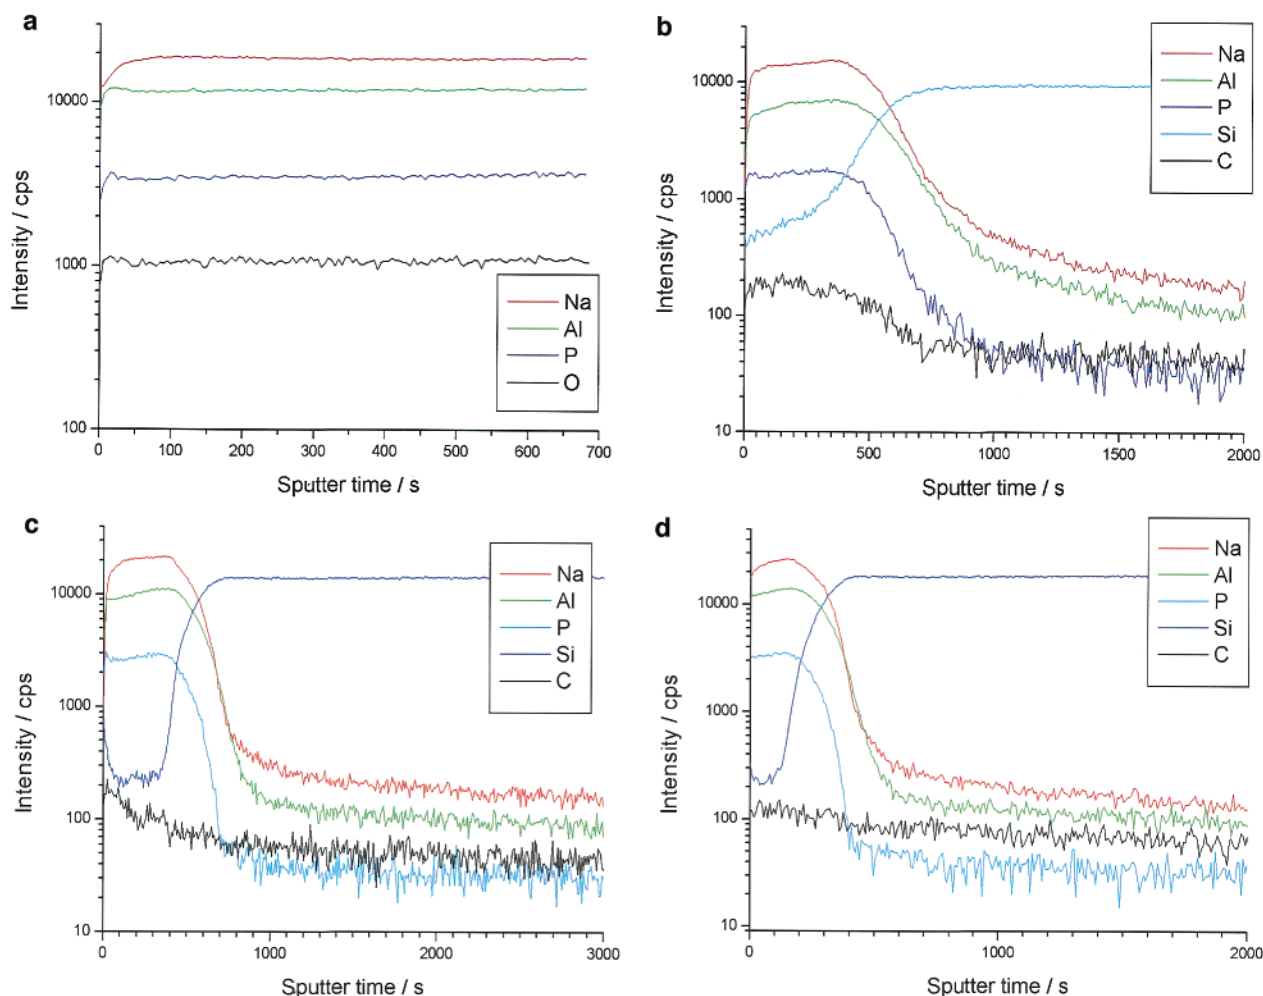 a
10000
1000
100
Intensity / cps
0 100 200 300 400 500 600 700
Sputter time / s
Na
Al
P
O
b
10000
1000
100
10
Intensity / cps
0 500 1000 1500 2000
Sputter time / s
Na
Al
P
Si
C
c
10000
1000
100
10
Intensity / cps
0 1000 2000 3000
Sputter time / s
Na
Al
P
Si
C
d
10000
1000
100
10
Intensity / cps
0 1000 2000
Sputter time / s
Na
Al
P
Si
C